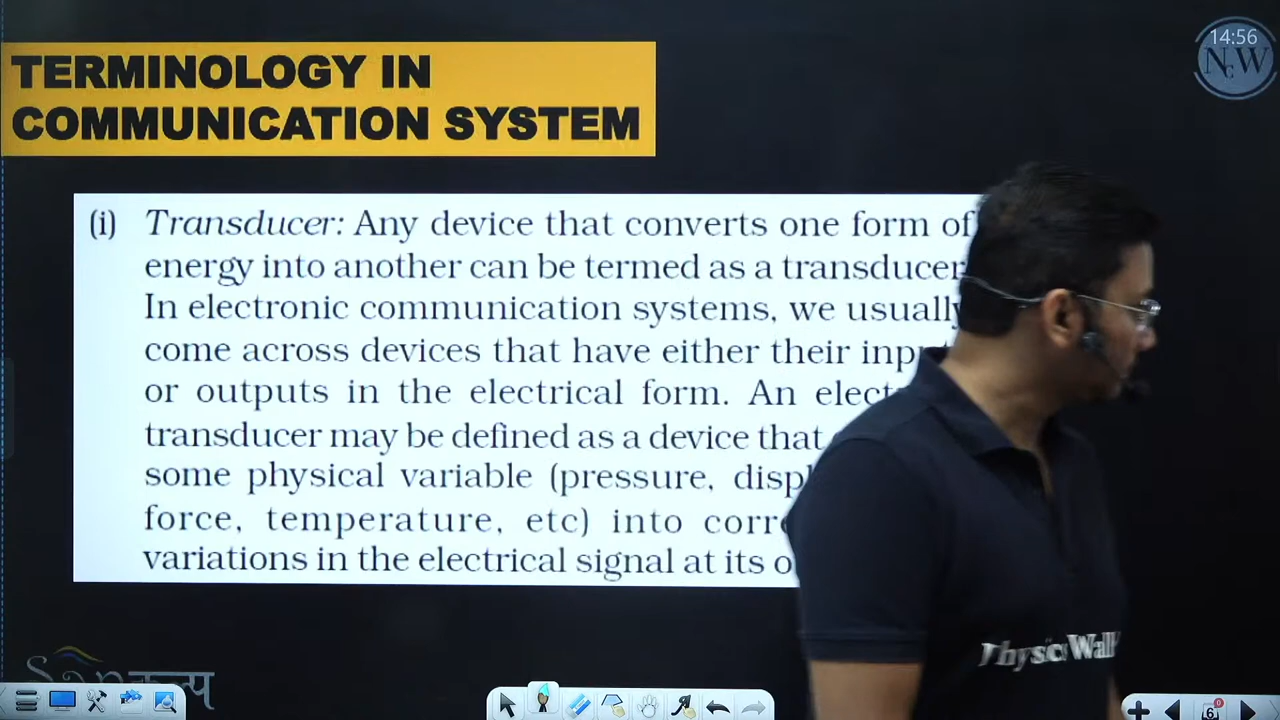 TERMINOLOGY IN
COMMUNICATION SYSTEM
14:56
NcW
(i) Transducer: Any device that converts one form of
energy into another can be termed as a transducer
In electronic communication systems, we usually
come across devices that have either their
or outputs in the electrical form. An
transducer may be defined as a device that
some physical variable (pressure,
force, temperature, etc) into
variations in the electrical signal at its
6